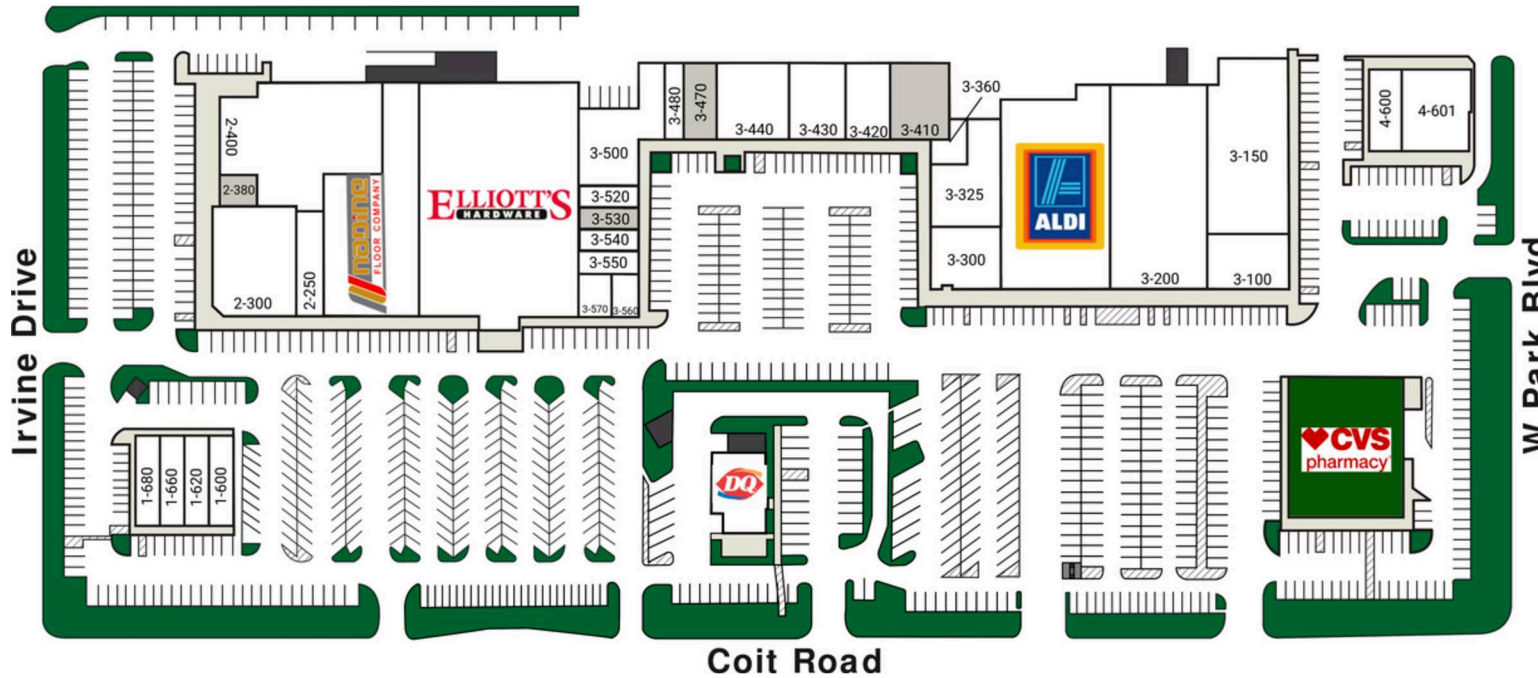 3-360
3-480
3-470
3-440
3-430
3-420
3-410
4-600
4-601
2-400
3-500
3-150
2-380
3-520
3-325
ELLIOTT'S
HARDWARE
imagine
FLOOR COMPANY
3-530
3-540
ALDI
3-550
3-300
2-300
2-250
3-570
3-560
3-200
3-100
Irvine Drive
W Park Blvd
1-680
1-660
1-620
1-600
DQ
CVS
pharmacy
Coit Road